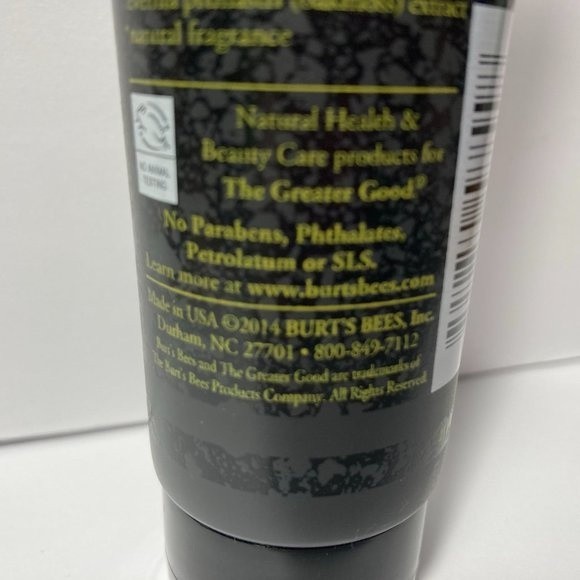 (oakmoss) extract
*natural fragrance
NO ANIMAL
TESTING
Natural Health &
Beauty Care products for
The Greater Good®
No Parabens, Phthalates,
Petrolatum or SLS.
Learn more at www.burtsbees.com
Made in USA ©2014 BURT'S BEES, Inc.
Durham, NC 27701 • 800-849-7112
Burt's Bees and The Greater Good are trademarks of
The Burt's Bees Products Company. All Rights Reserved.